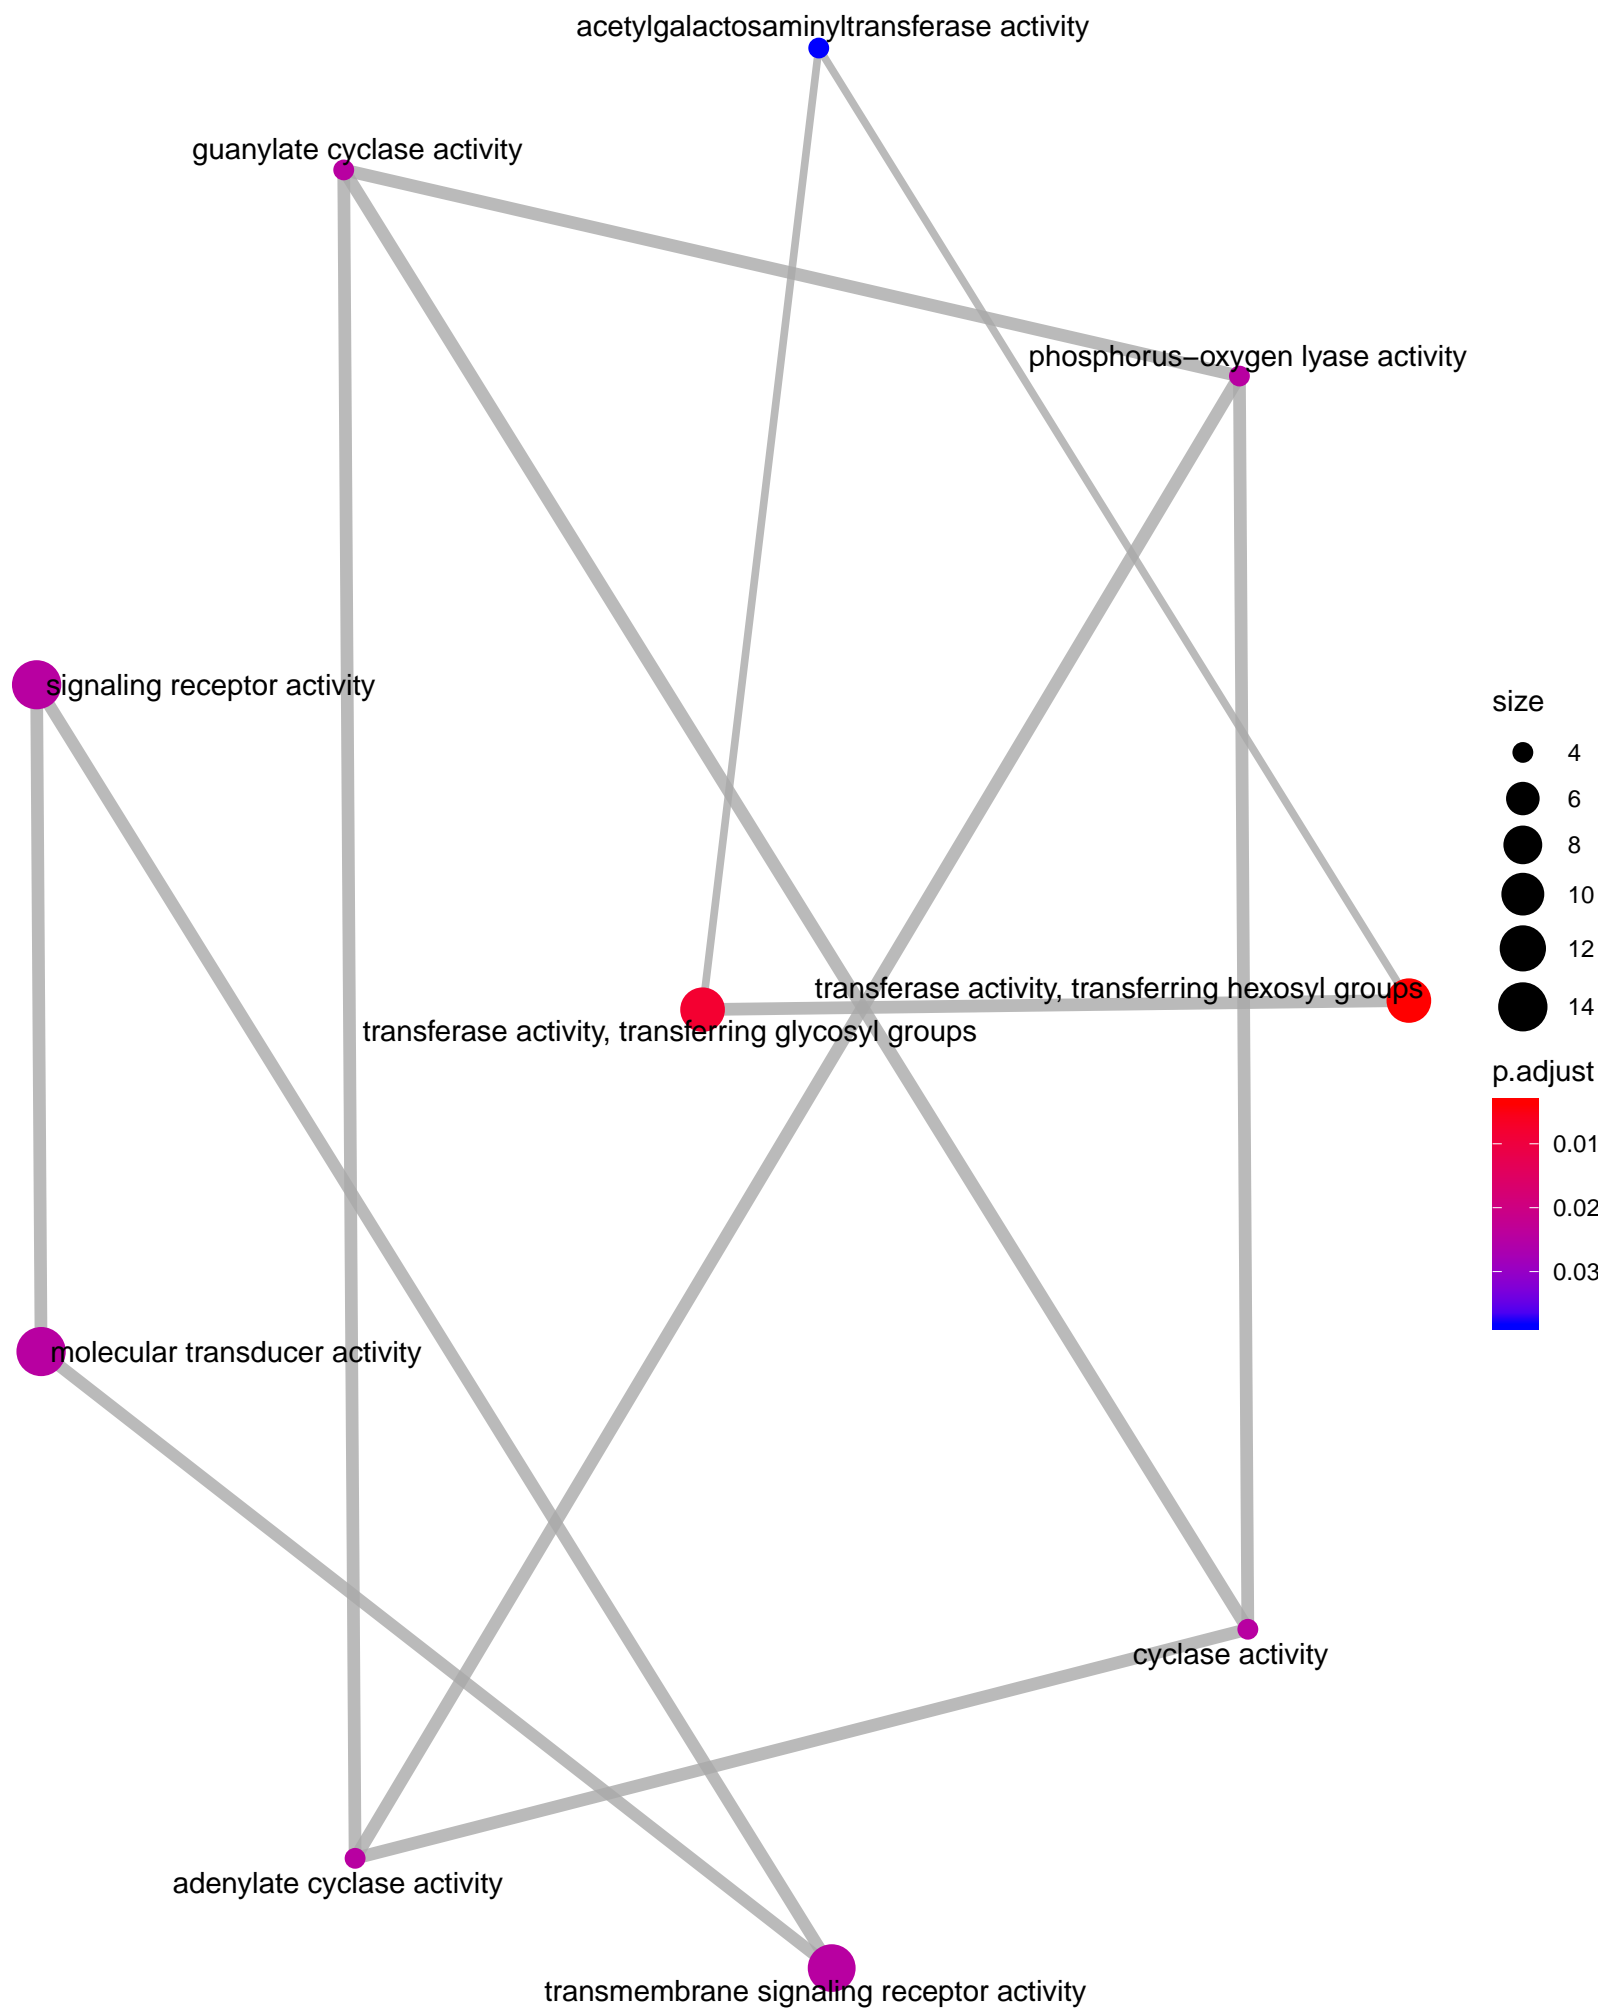 acetylgalactosaminyltransferase activity
guanylate cyclase activity
phosphorus−oxygen lyase activity
signaling receptor activity
size
4
6
8
10
12
14
transferase activity, transferring hexosyl groups
transferase activity, transferring glycosyl groups
p.adjust
0.01
0.02
0.03
molecular transducer activity
cyclase activity
adenylate cyclase activity
transmembrane signaling receptor activity